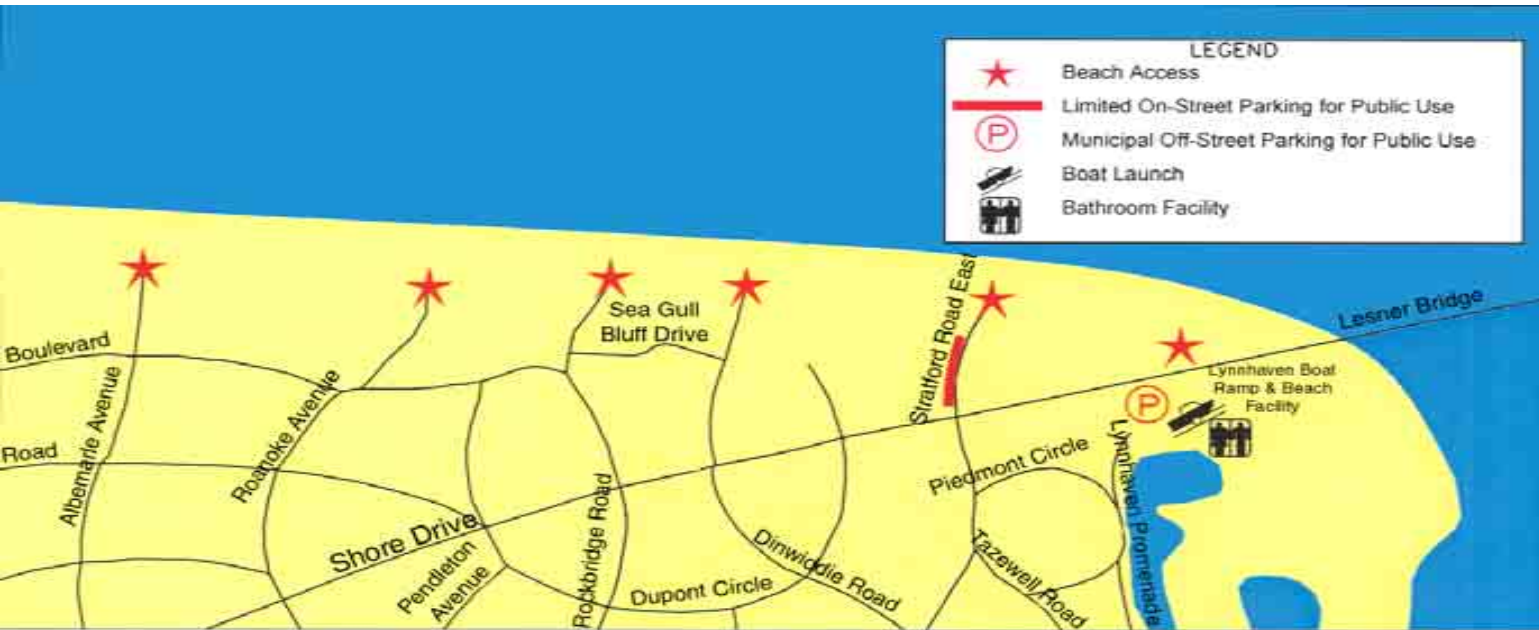 LEGEND
Beach Access
Limited On-Street Parking for Public Use
P
Municipal Off-Street Parking for Public Use
Boat Launch
Bathroom Facility
Stratford Road East
Lesner Bridge
Sea Gull
Bluff Drive
Boulevard
Albemarle Avenue
Roanoke Avenue
Lynnhaven Boat
Ramp & Beach
Facility
P
Road
Piedmont Circle
Lynnhaven Promenade
Shore Drive
Pendleton
Avenue
Rockbridge Road
Dupont Circle
Dinwiddie Road
Tazewell Road